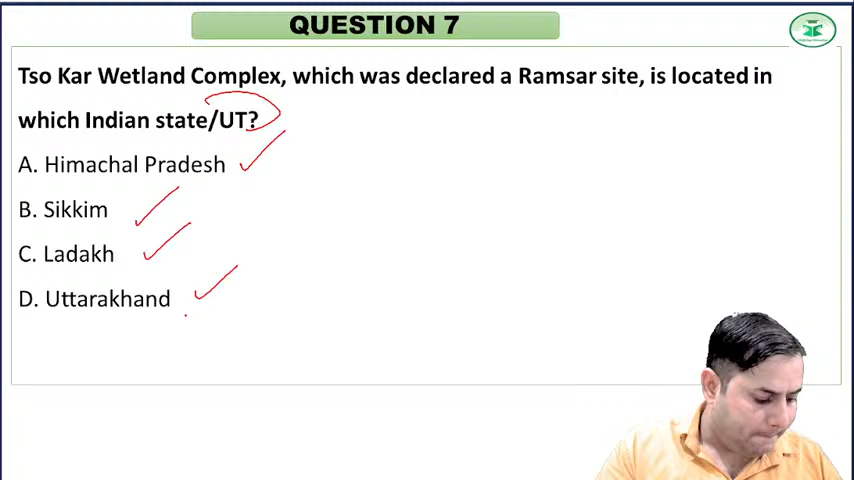 QUESTION 7
Tso Kar Wetland Complex, which was declared a Ramsar site, is located in
which Indian state/UT?
A. Himachal Pradesh
B. Sikkim
C. Ladakh
D. Uttarakhand